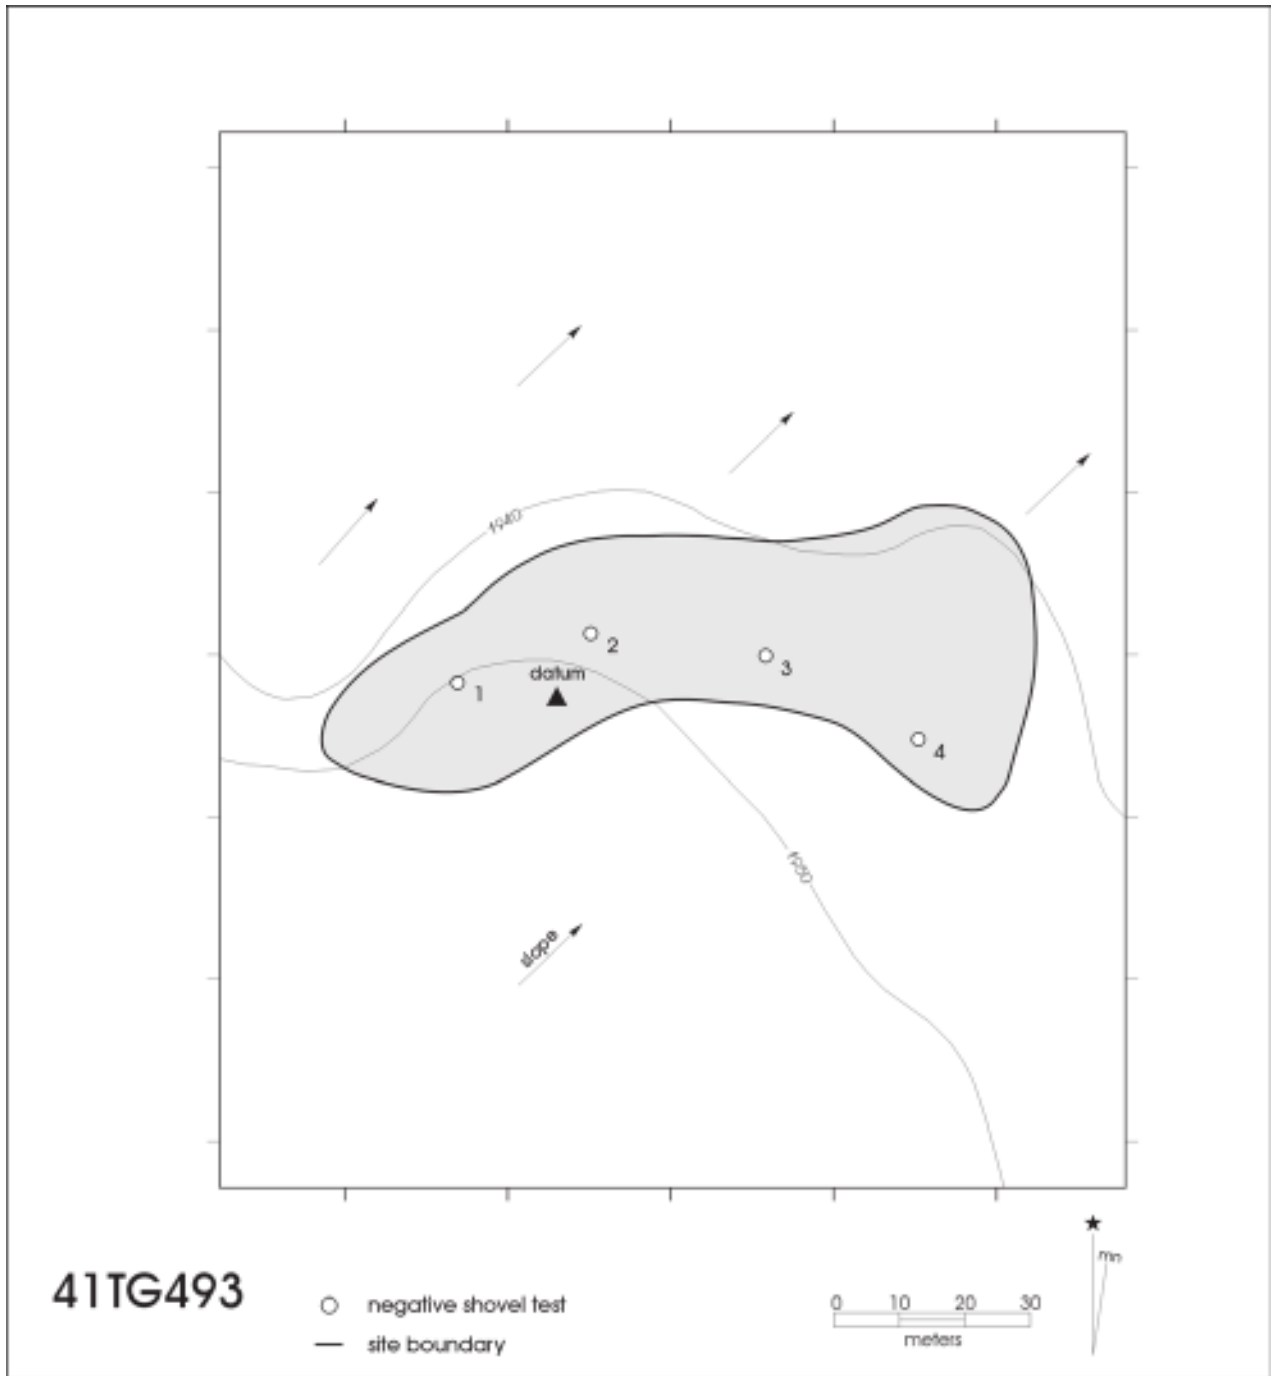 1940
2
datum
3
1
4
1950
slope
mn
41TG493
negative shovel test
site boundary
0 10 20 30
meters